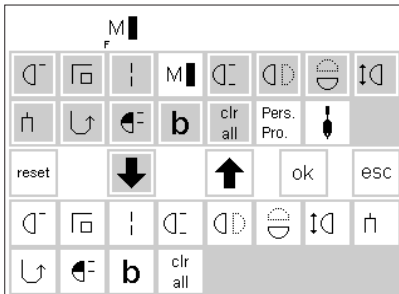 M
F
M
b clr all Pers. Pro.
reset ok esc
b clr all